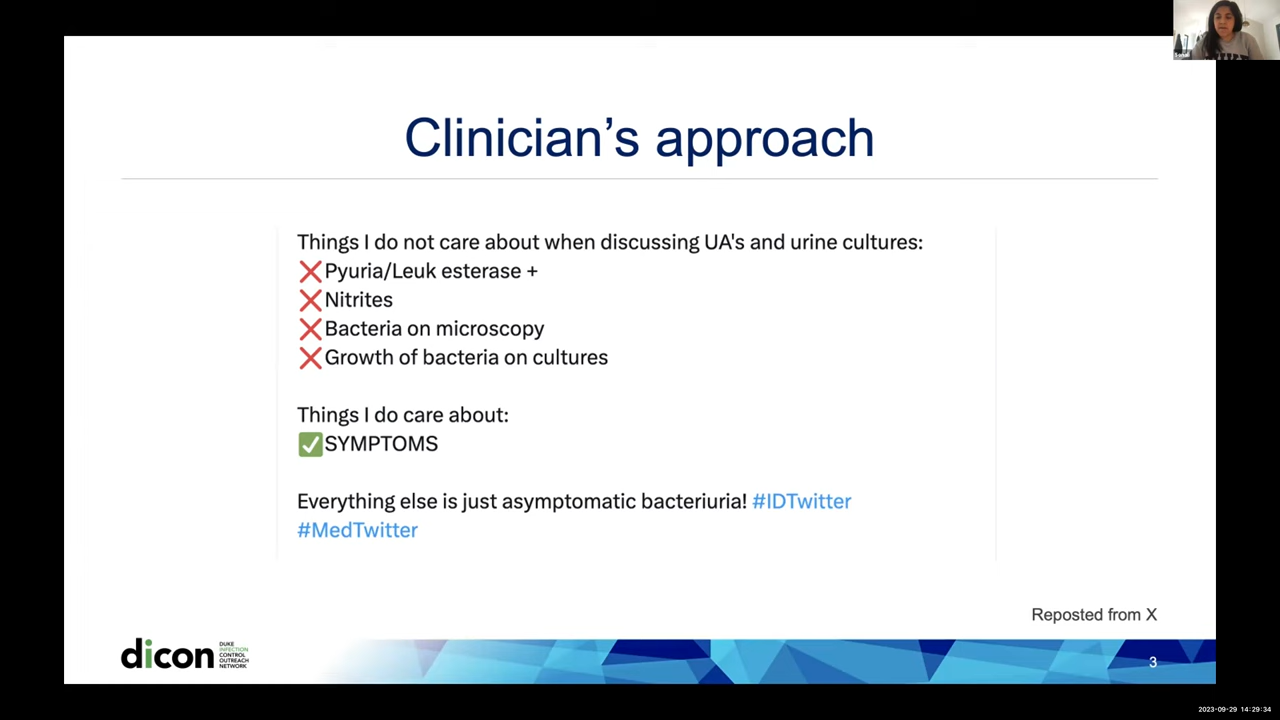 Clinician's approach
Things I do not care about when discussing UA's and urine cultures:
❌Pyuria/Leuk esterase +
❌Nitrites
❌Bacteria on microscopy
❌Growth of bacteria on cultures
Things I do care about:
✅SYMPTOMS
Everything else is just asymptomatic bacteriuria! #IDTwitter
#MedTwitter
Reposted from X
dicon
DUKE
INFECTION
CONTROL
OUTREACH
NETWORK
3
2023-09-29 14:29:34